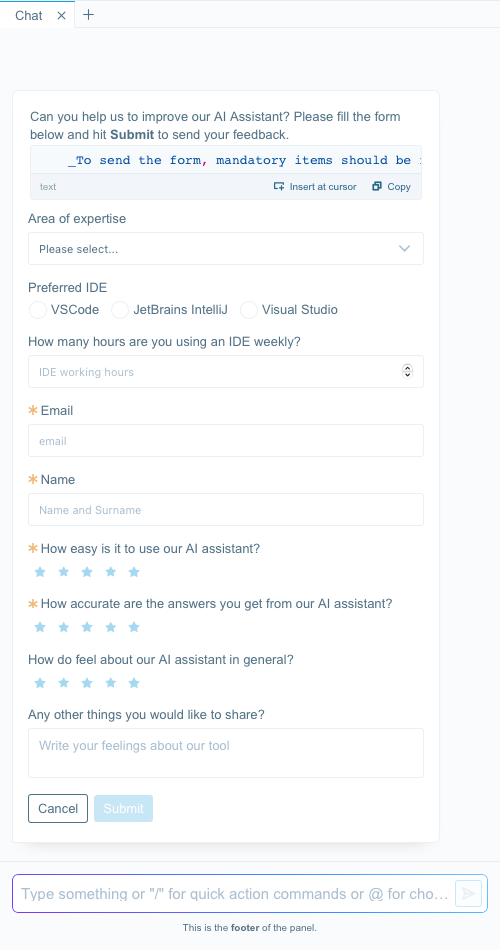 Chat
Can you help us to improve our AI Assistant? Please fill the form
below and hit Submit to send your feedback.
_To send the form, mandatory items should be
text
Insert at cursor
Copy
Area of expertise
Please select...
Preferred IDE
VSCode
JetBrains IntelliJ
Visual Studio
How many hours are you using an IDE weekly?
IDE working hours
* Email
email
* Name
Name and Surname
* How easy is it to use our AI assistant?
* How accurate are the answers you get from our AI assistant?
How do feel about our AI assistant in general?
Any other things you would like to share?
Write your feelings about our tool
Cancel
Submit
Type something or "/" for quick action commands or @ for cho...
This is the footer of the panel.